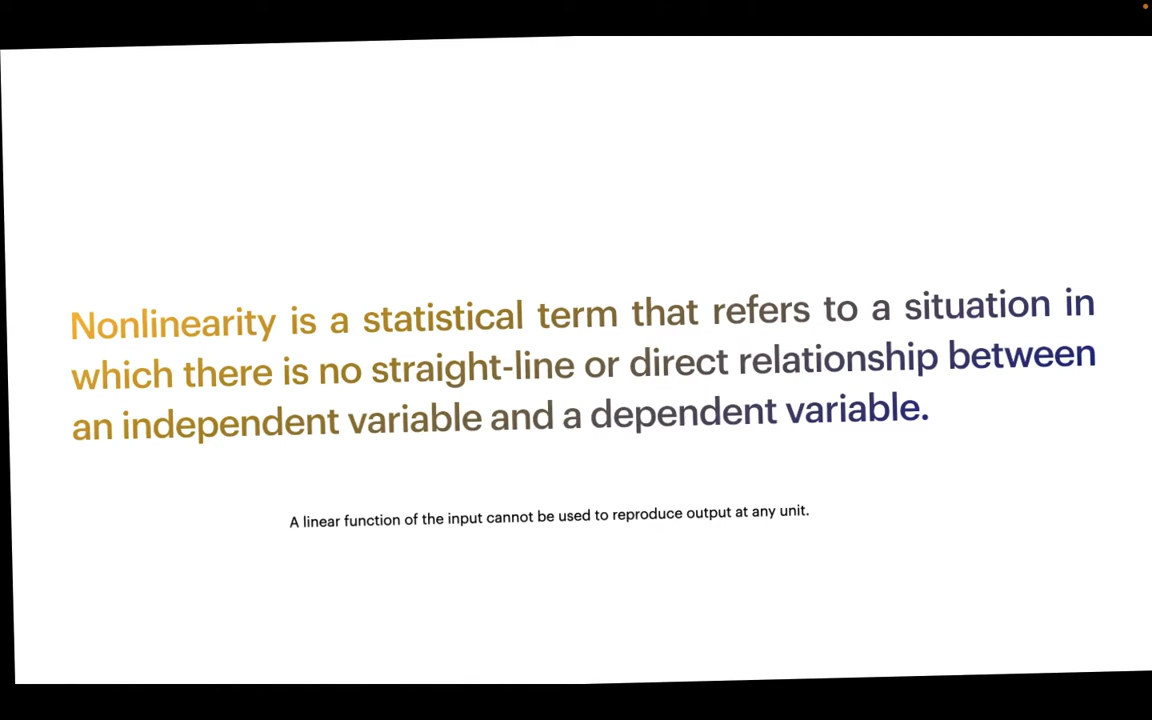 Nonlinearity is a statistical term that refers to a situation in
which there is no straight-line or direct relationship between
an independent variable and a dependent variable.
A linear function of the input cannot be used to reproduce output at any unit.